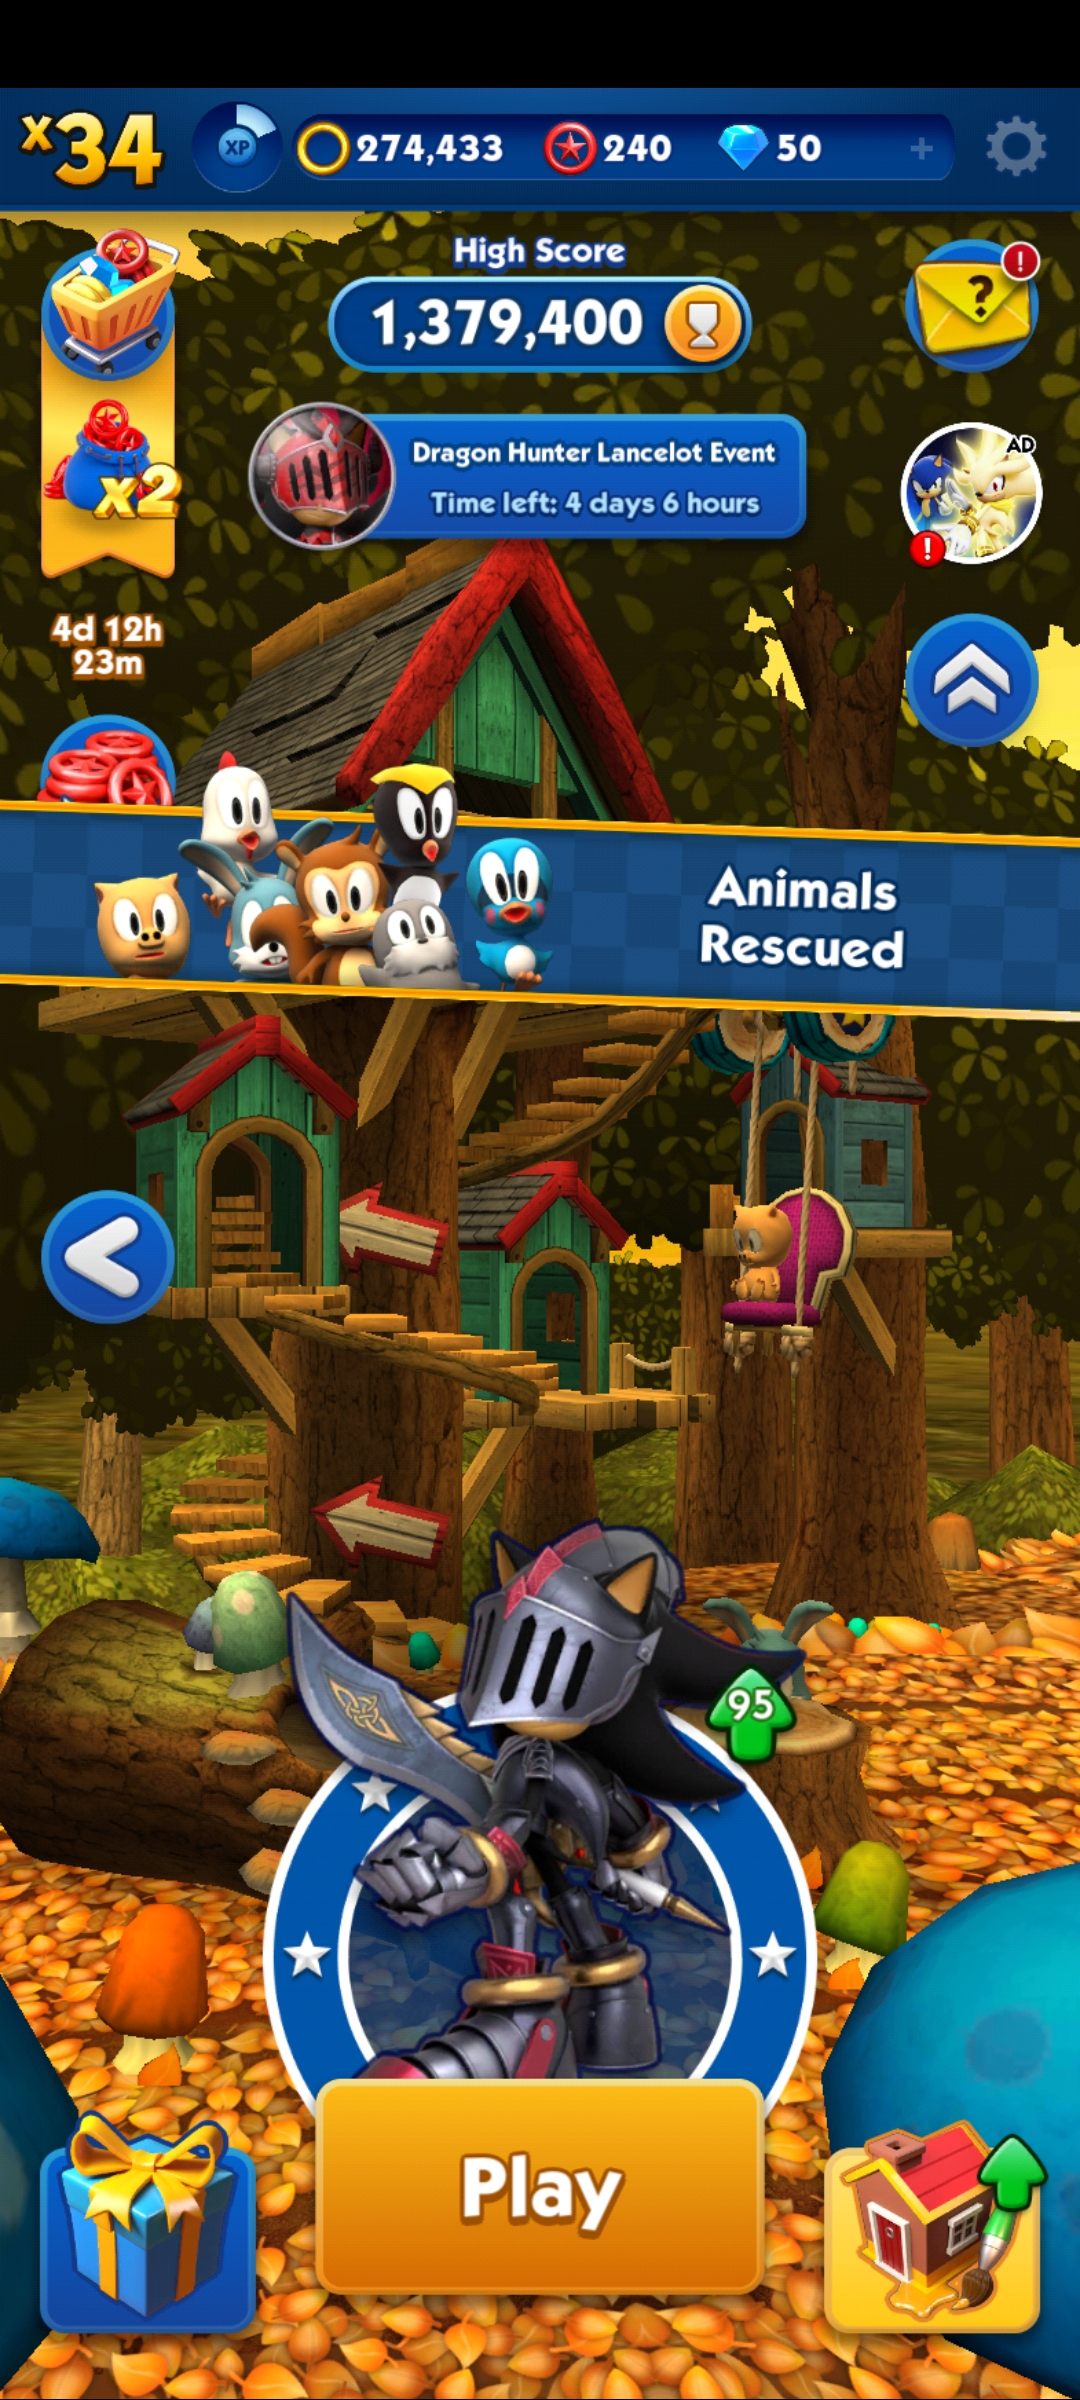 x34
XP
274,433
240
50
+
High Score
1,379,400
?
!
Dragon Hunter Lancelot Event
Time left: 4 days 6 hours
AD
!
x2
4d 12h
23m
Animals
Rescued
95
Play